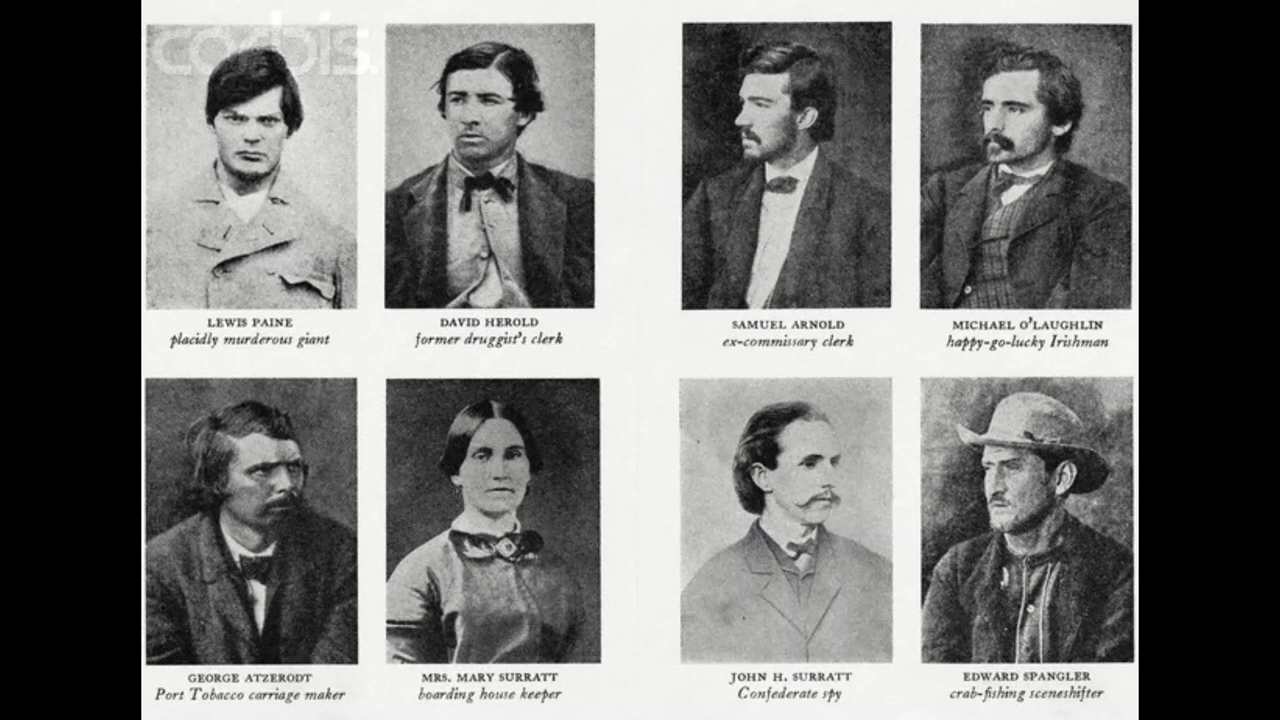 corbis.
LEWIS PAINE
placidly murderous giant
DAVID HEROLD
former druggist's clerk
SAMUEL ARNOLD
ex-commissary clerk
MICHAEL O'LAUGHLIN
happy-go-lucky Irishman
GEORGE ATZERODT
Port Tobacco carriage maker
MRS. MARY SURRATT
boarding house keeper
JOHN H. SURRATT
Confederate spy
EDWARD SPANGLER
crab-fishing sceneshifter